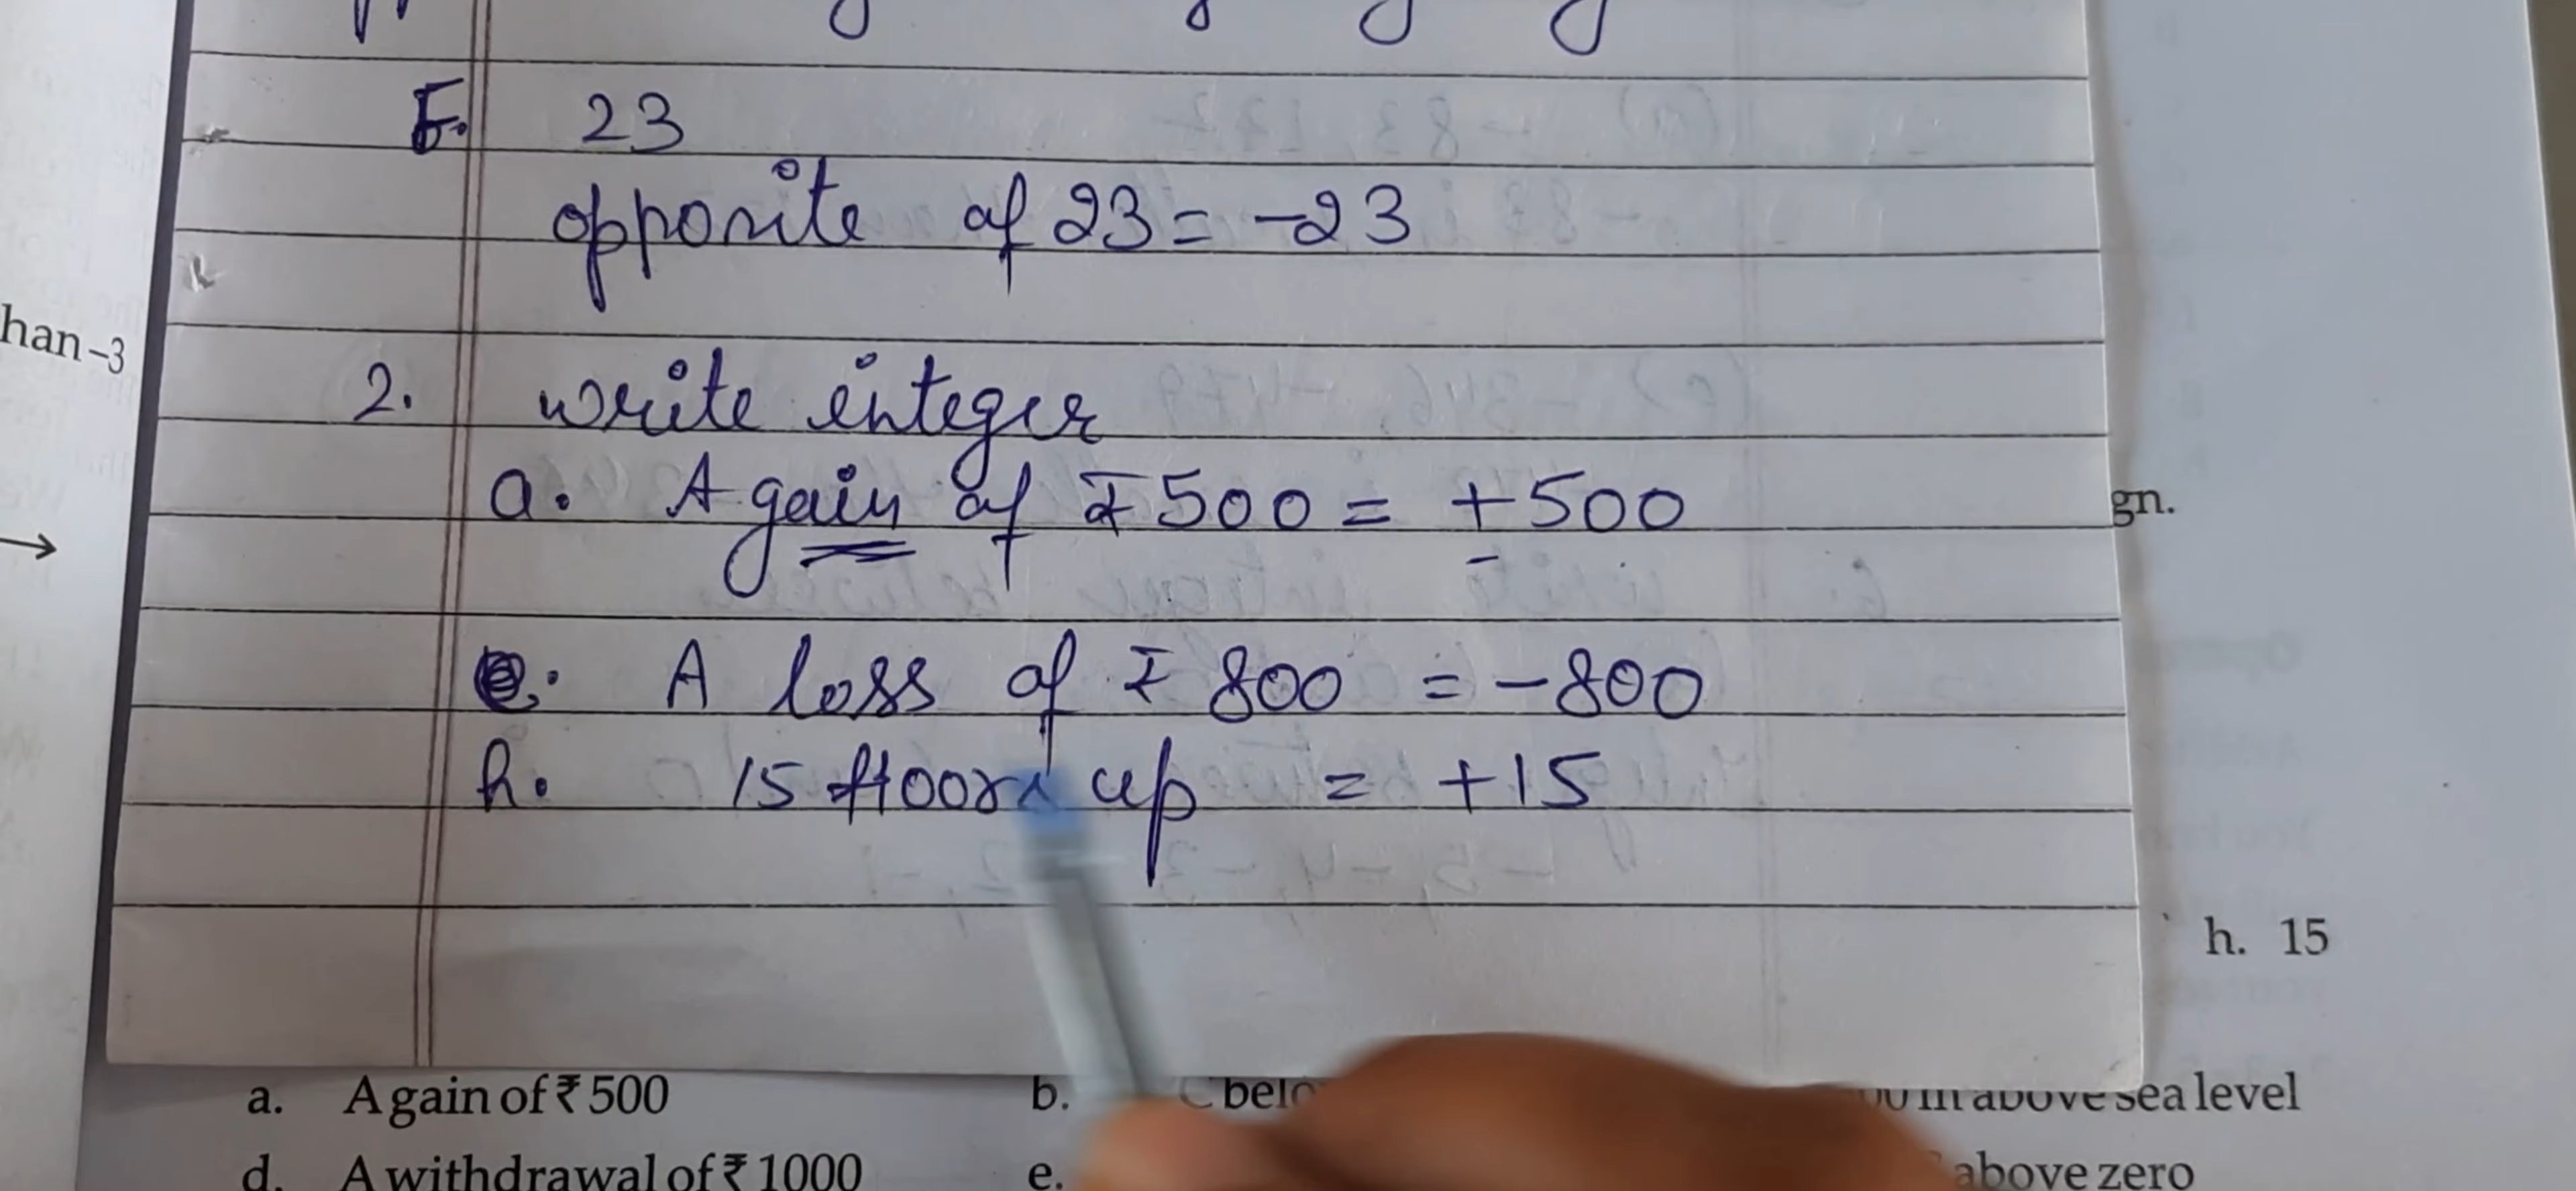 han –3
F. 23
opposite of 23 = -23
2. write integer
a. A gain of ₹500 = +500
gn.
e. A loss of ₹ 800 = -800
h. 15 floors up = +15
h. 15
a. A gain of ₹ 500 b. above sea level
d. A withdrawal of ₹ 1000 e. above zero